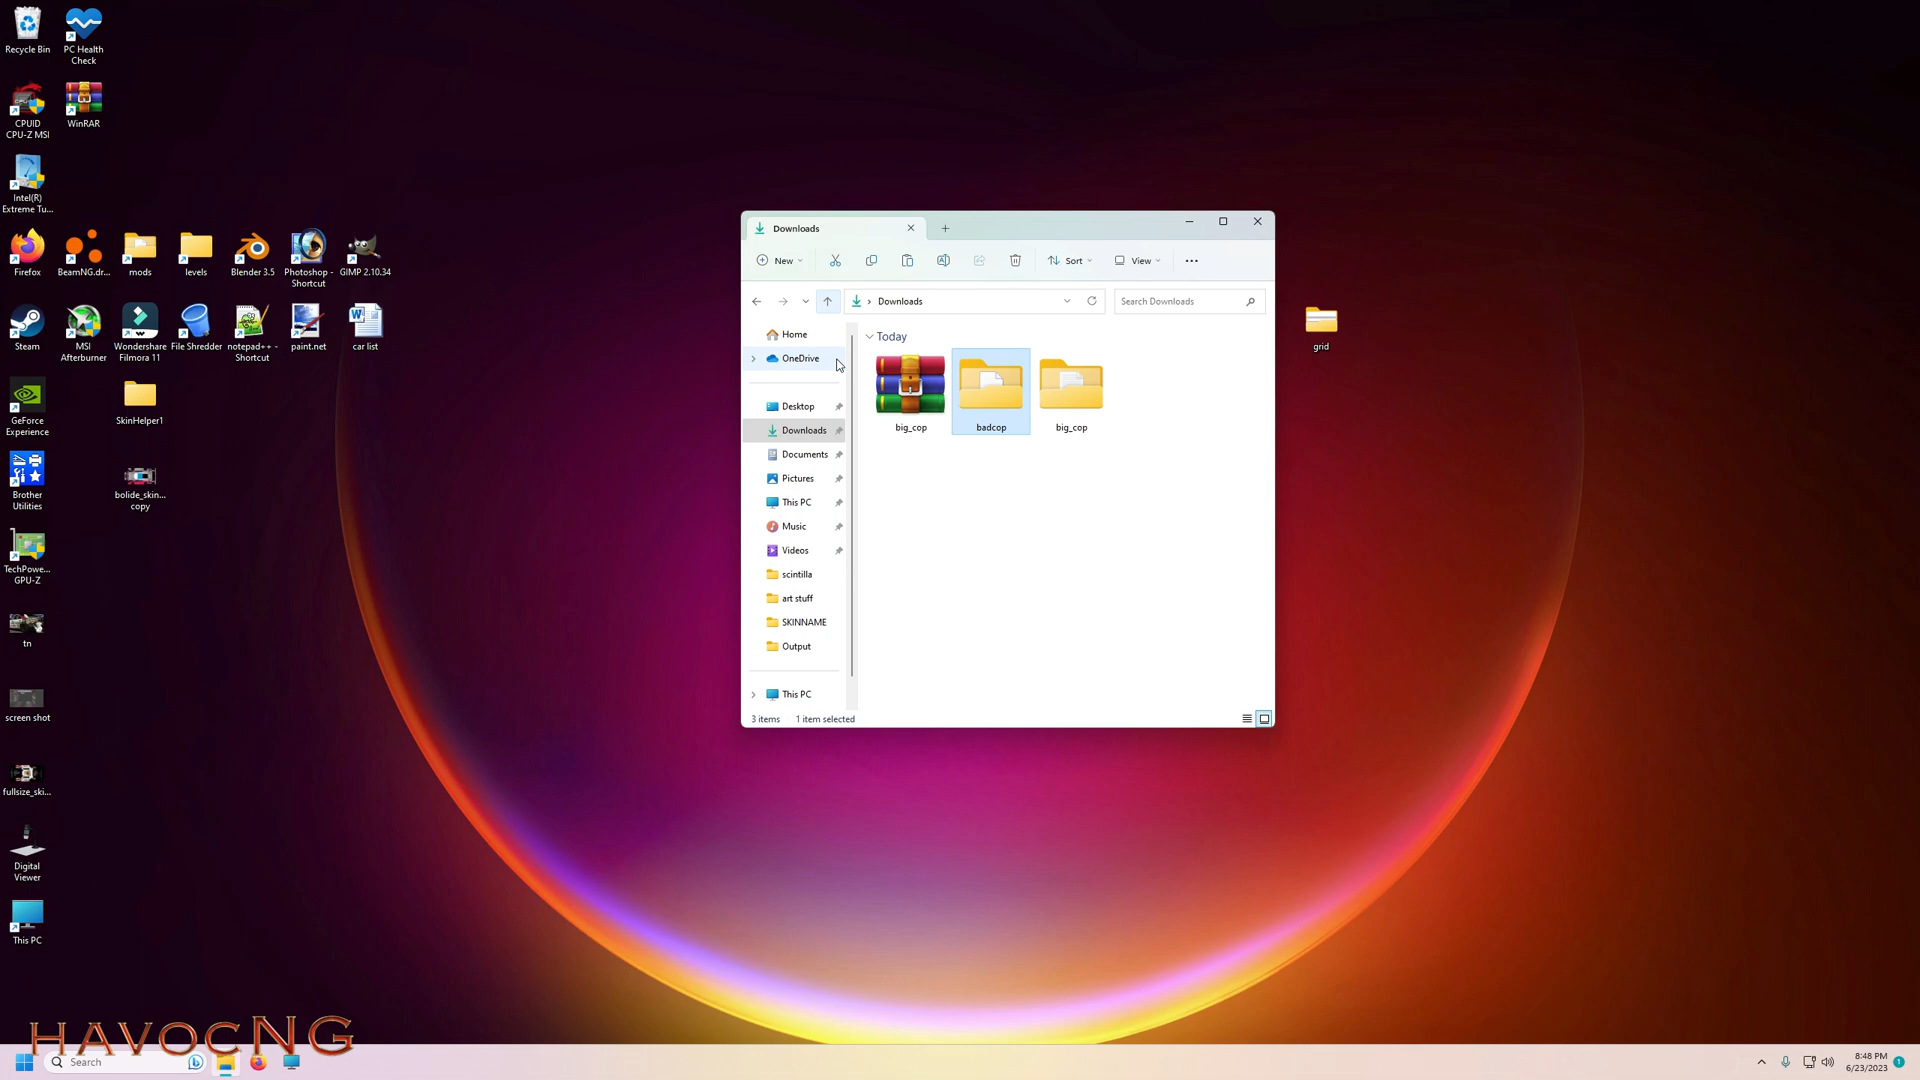 Recycle Bin
PC Health
Check
CPUID
CPU-Z MSI
WinRAR
Intel(R)
Extreme Tu...
Firefox
BeamNG.dr...
mods
levels
Blender 3.5
Photoshop -
Shortcut
GIMP 2.10.34
Steam
MSI
Afterburner
Wondershare
Filmora 11
File Shredder
notepad++ -
Shortcut
paint.net
car list
GeForce
Experience
SkinHelper1
Brother
Utilities
bolide_skin...
copy
TechPowe...
GPU-Z
tn
screen shot
fullsize_ski...
Digital
Viewer
This PC
grid
Downloads
New
Sort
View
Downloads
Search Downloads
Home
OneDrive
Desktop
Downloads
Documents
Pictures
This PC
Music
Videos
scintilla
art stuff
SKINNAME
Output
This PC
Today
big_cop
badcop
big_cop
3 items
1 item selected
HAVOCNG
Search
8:48 PM
6/23/2023
1